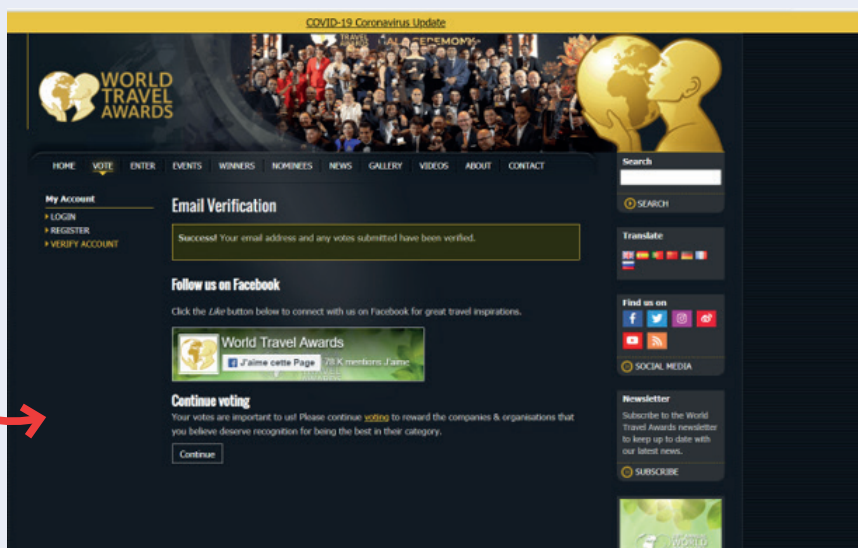 COVID-19 Coronavirus Update
WORLD
TRAVEL
AWARDS
HOME VOTE ENTER EVENTS WINNERS NOMINEES NEWS GALLERY VIDEOS ABOUT CONTACT
My Account
LOGIN
REGISTER
VERIFY ACCOUNT
Email Verification
Success! Your email address and any votes submitted have been verified.
Follow us on Facebook
Click the Like button below to connect with us on Facebook for great travel inspirations.
World Travel Awards
J'aime cette Page 78 K mentions J'aime
Continue voting
Your votes are important to us! Please continue voting to reward the companies & organisations that
you believe deserve recognition for being the best in their category.
Continue
Search
SEARCH
Translate
Find us on
SOCIAL MEDIA
Newsletter
Subscribe to the World
Travel Awards newsletter
to keep up to date with
our latest news.
SUBSCRIBE
WORLD